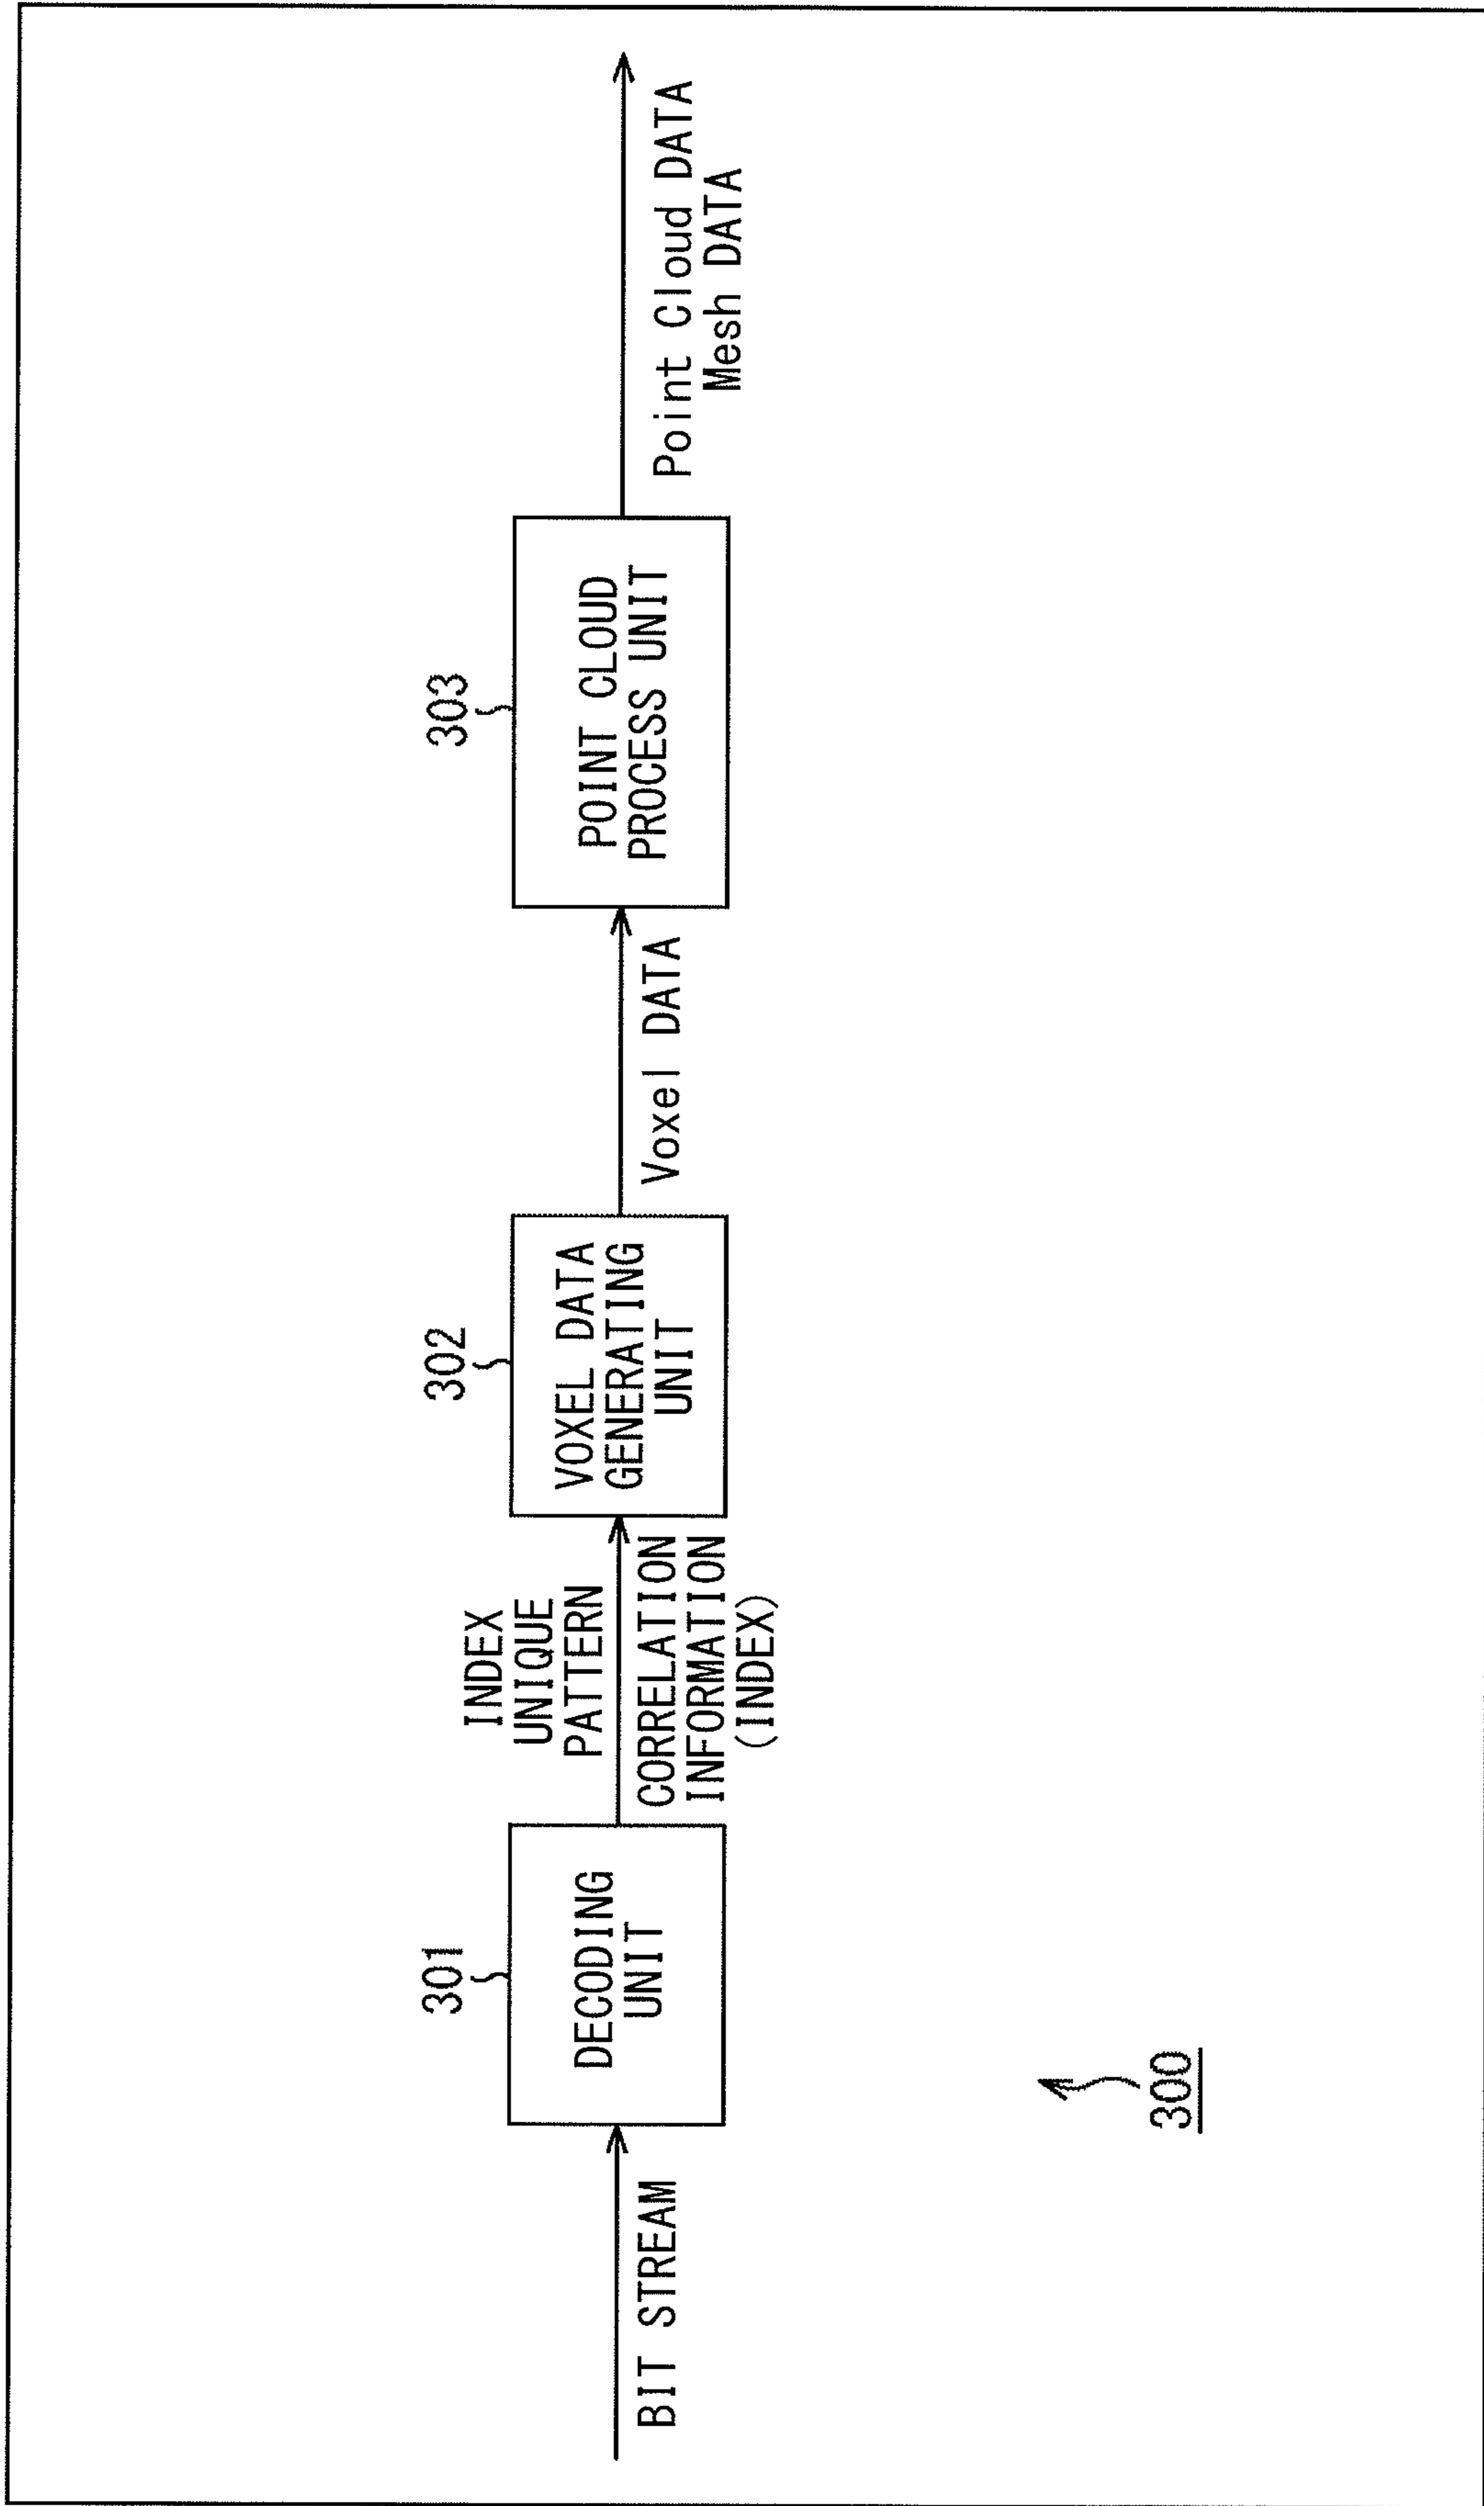 BIT STREAM
301
DECODING
UNIT
INDEX
UNIQUE
PATTERN
CORRELATION
INFORMATION
(INDEX)
302
VOXEL DATA
GENERATING
UNIT
Voxel DATA
303
POINT CLOUD
PROCESS UNIT
Point Cloud DATA
Mesh DATA
300